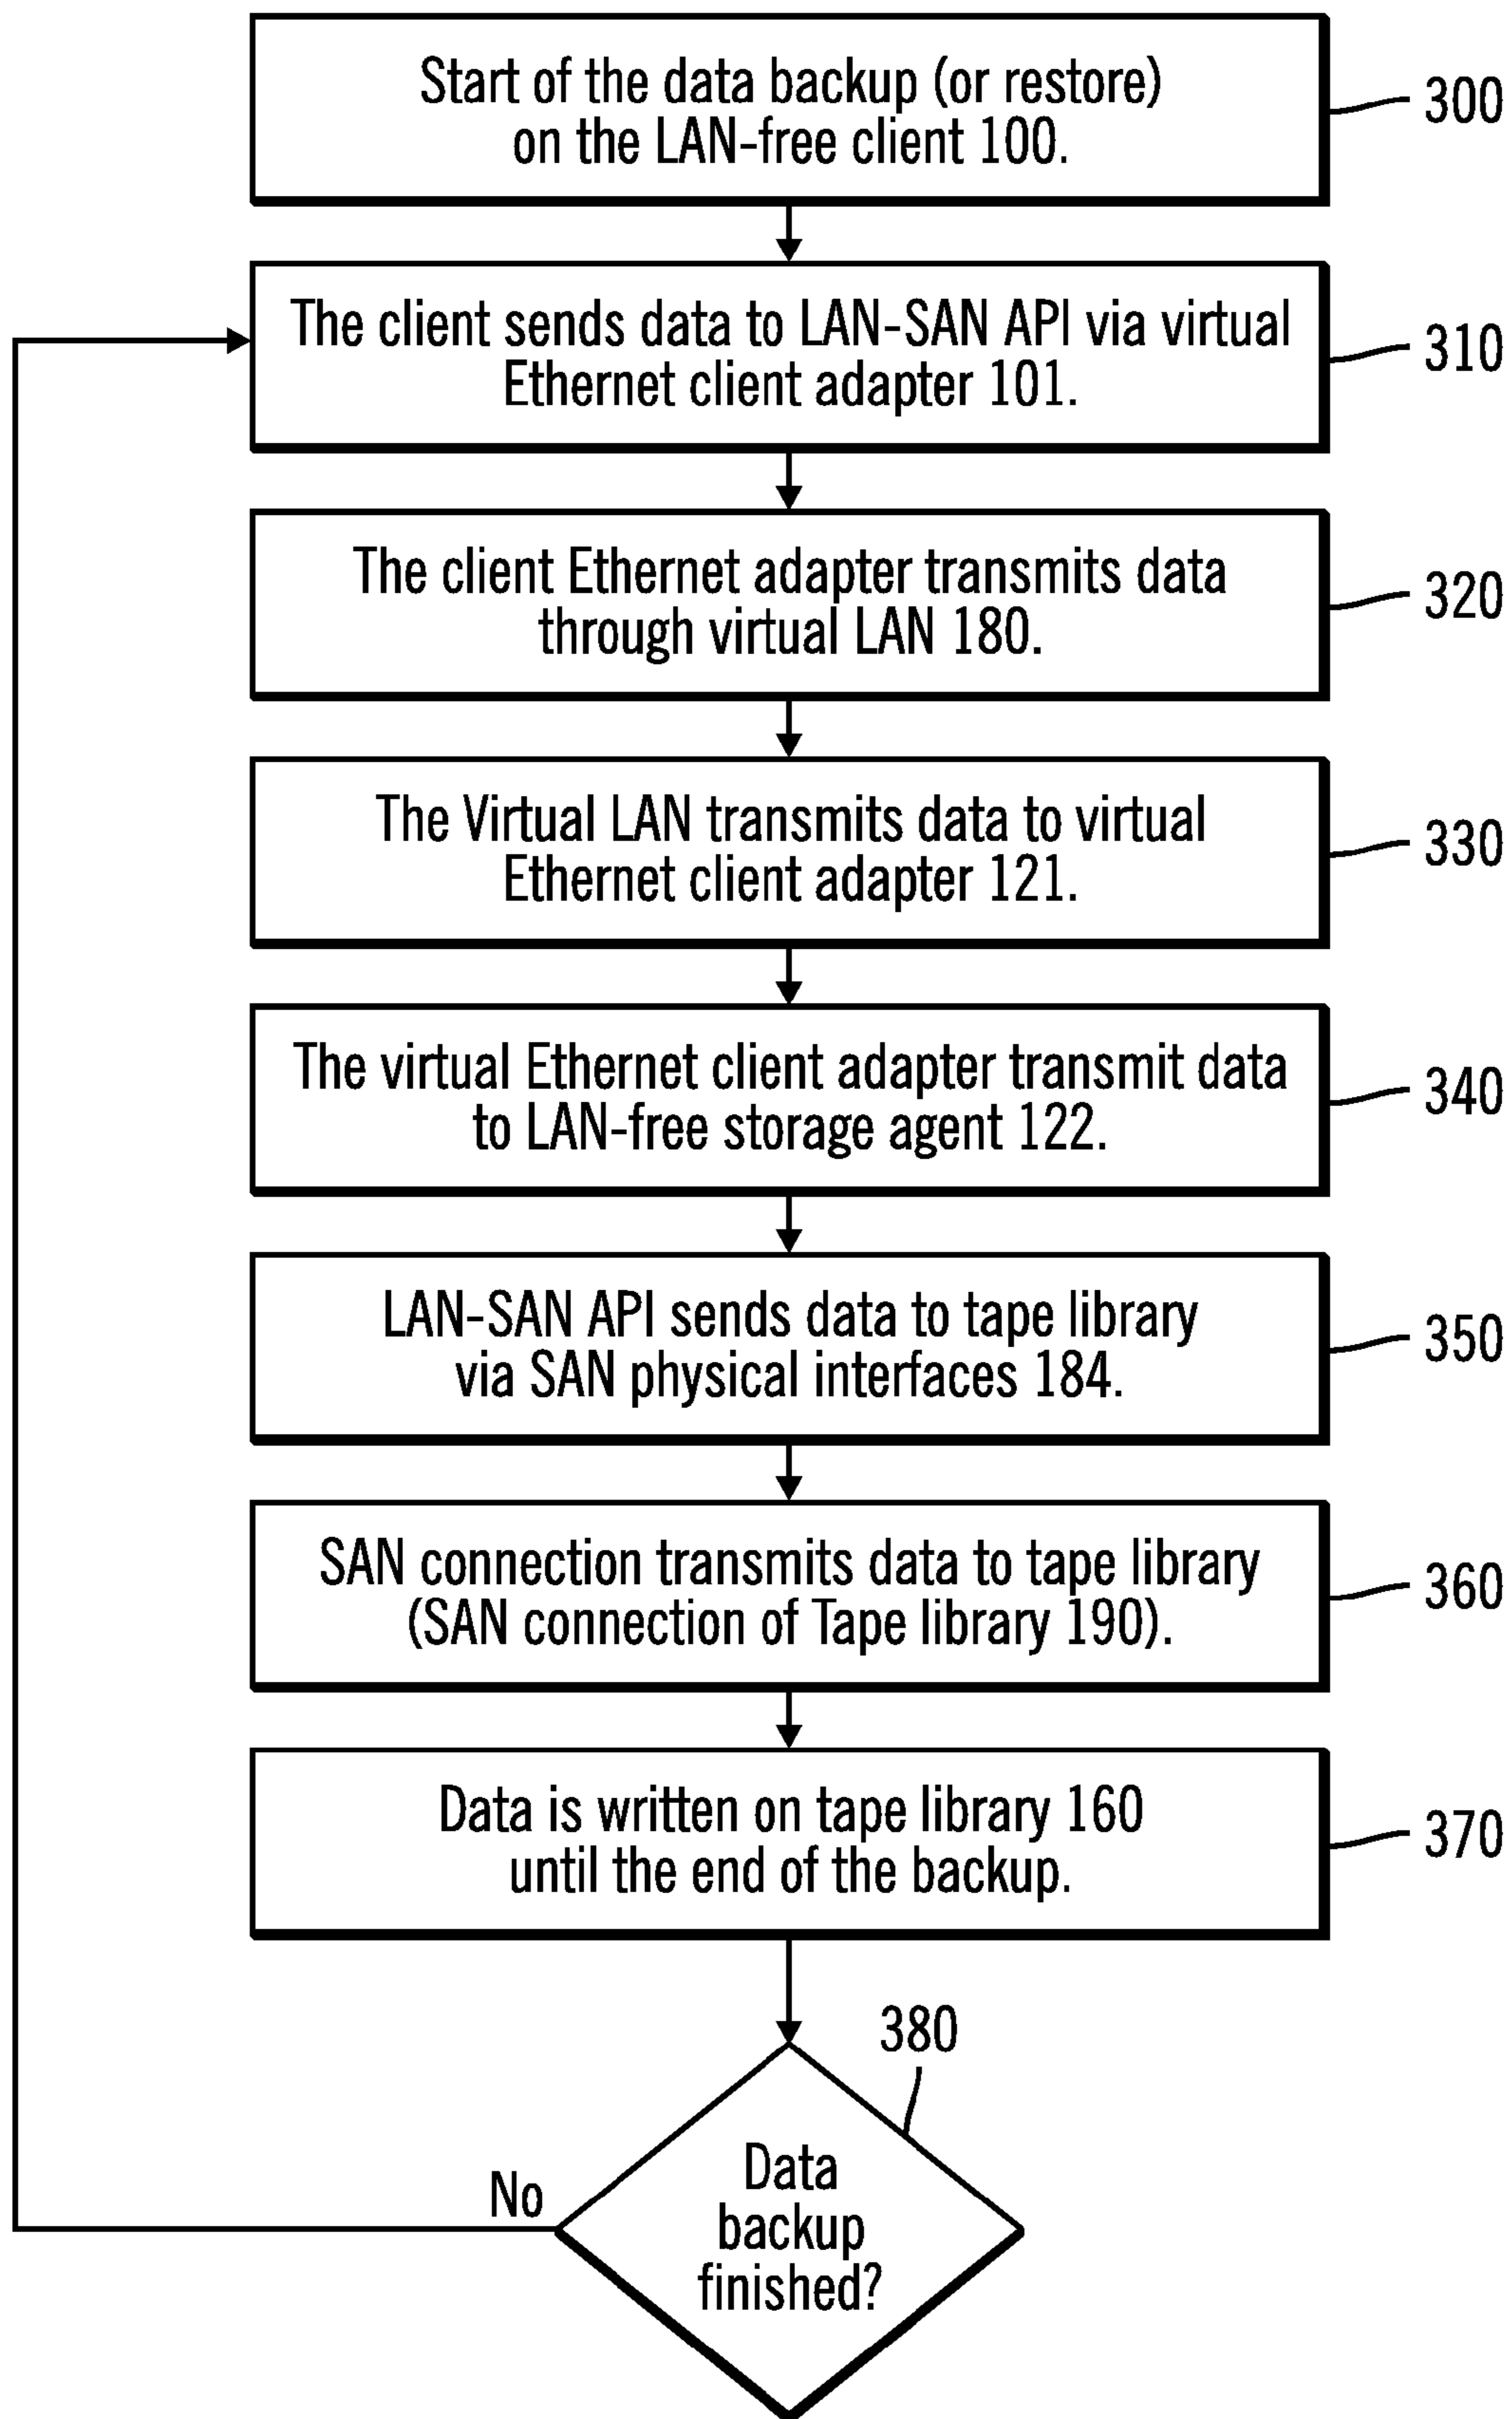 Start of the data backup (or restore)
on the LAN-free client 100.
300
The client sends data to LAN-SAN API via virtual
Ethernet client adapter 101.
310
The client Ethernet adapter transmits data
through virtual LAN 180.
320
The Virtual LAN transmits data to virtual
Ethernet client adapter 121.
330
The virtual Ethernet client adapter transmit data
to LAN-free storage agent 122.
340
LAN-SAN API sends data to tape library
via SAN physical interfaces 184.
350
SAN connection transmits data to tape library
(SAN connection of Tape library 190).
360
Data is written on tape library 160
until the end of the backup.
370
380
No
Data
backup
finished?